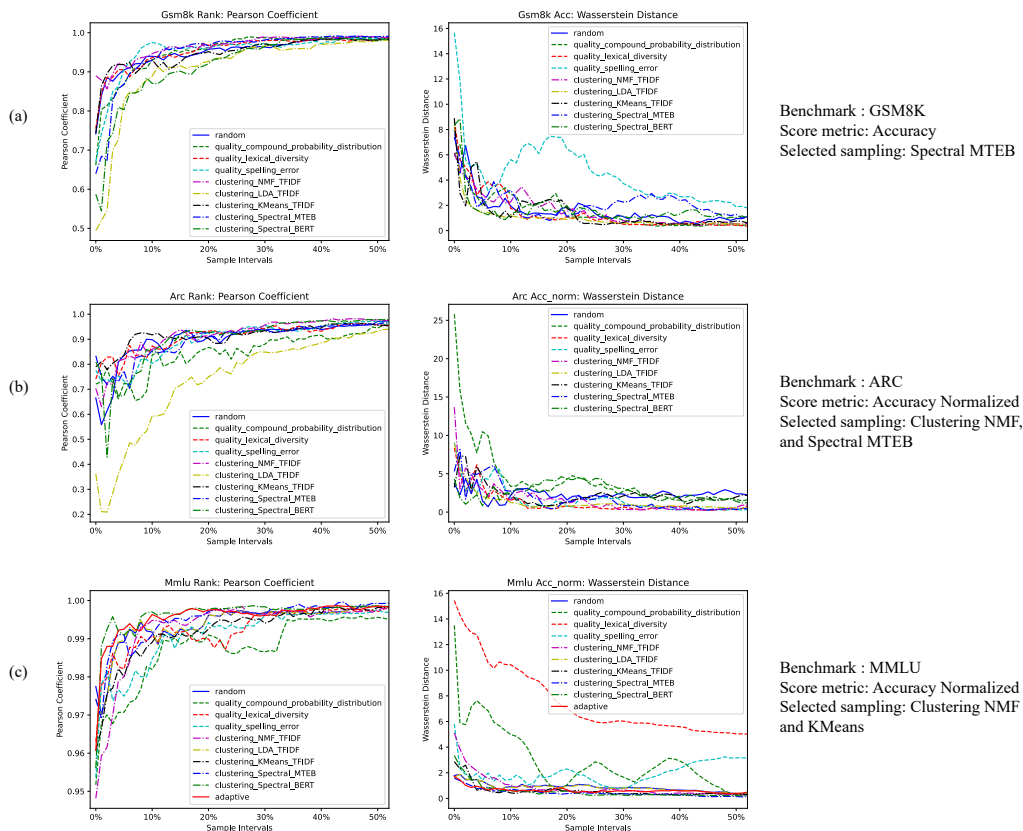 (a)
Gsm8k Rank: Pearson Coefficient
Pearson Coefficient
1.0
0.9
0.8
0.7
0.6
0.5
random
quality_compound_probability_distribution
quality_lexical_diversity
quality_spelling_error
clustering_NMF_TFIDF
clustering_LDA_TFIDF
clustering_KMeans_TFIDF
clustering_Spectral_MTEB
clustering_Spectral_BERT
0% 10% 20% 30% 40% 50%
Sample Intervals
Gsm8k Acc: Wasserstein Distance
Wasserstein Distance
16
14
12
10
8
6
4
2
0
random
quality_compound_probability_distribution
quality_lexical_diversity
quality_spelling_error
clustering_NMF_TFIDF
clustering_LDA_TFIDF
clustering_KMeans_TFIDF
clustering_Spectral_MTEB
clustering_Spectral_BERT
0% 10% 20% 30% 40% 50%
Sample Intervals
Benchmark : GSM8K
Score metric: Accuracy
Selected sampling: Spectral MTEB
(b)
Arc Rank: Pearson Coefficient
Pearson Coefficient
1.0
0.9
0.8
0.7
0.6
0.5
0.4
0.3
0.2
random
quality_compound_probability_distribution
quality_lexical_diversity
quality_spelling_error
clustering_NMF_TFIDF
clustering_LDA_TFIDF
clustering_KMeans_TFIDF
clustering_Spectral_MTEB
clustering_Spectral_BERT
0% 10% 20% 30% 40% 50%
Sample Intervals
Arc Acc_norm: Wasserstein Distance
Wasserstein Distance
25
20
15
10
5
0
random
quality_compound_probability_distribution
quality_lexical_diversity
quality_spelling_error
clustering_NMF_TFIDF
clustering_LDA_TFIDF
clustering_KMeans_TFIDF
clustering_Spectral_MTEB
clustering_Spectral_BERT
0% 10% 20% 30% 40% 50%
Sample Intervals
Benchmark : ARC
Score metric: Accuracy Normalized
Selected sampling: Clustering NMF,
and Spectral MTEB
(c)
Mmlu Rank: Pearson Coefficient
Pearson Coefficient
1.00
0.99
0.98
0.97
0.96
0.95
random
quality_compound_probability_distribution
quality_lexical_diversity
quality_spelling_error
clustering_NMF_TFIDF
clustering_LDA_TFIDF
clustering_KMeans_TFIDF
clustering_Spectral_MTEB
clustering_Spectral_BERT
adaptive
0% 10% 20% 30% 40% 50%
Sample Intervals
Mmlu Acc_norm: Wasserstein Distance
Wasserstein Distance
16
14
12
10
8
6
4
2
0
random
quality_compound_probability_distribution
quality_lexical_diversity
quality_spelling_error
clustering_NMF_TFIDF
clustering_LDA_TFIDF
clustering_KMeans_TFIDF
clustering_Spectral_MTEB
clustering_Spectral_BERT
adaptive
0% 10% 20% 30% 40% 50%
Sample Intervals
Benchmark : MMLU
Score metric: Accuracy Normalized
Selected sampling: Clustering NMF
and KMeans